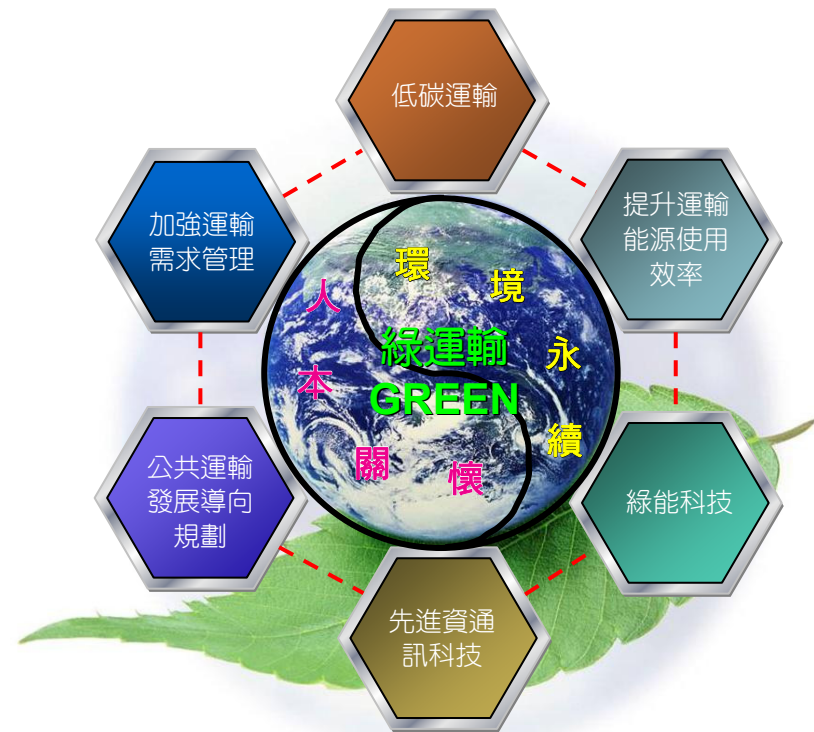 低碳運輸
提升運輸
能源使用
效率
綠能科技
先進資通
訊科技
公共運輸
發展導向
規劃
加強運輸
需求管理
環境永續
人本關懷
綠運輸
GREEN